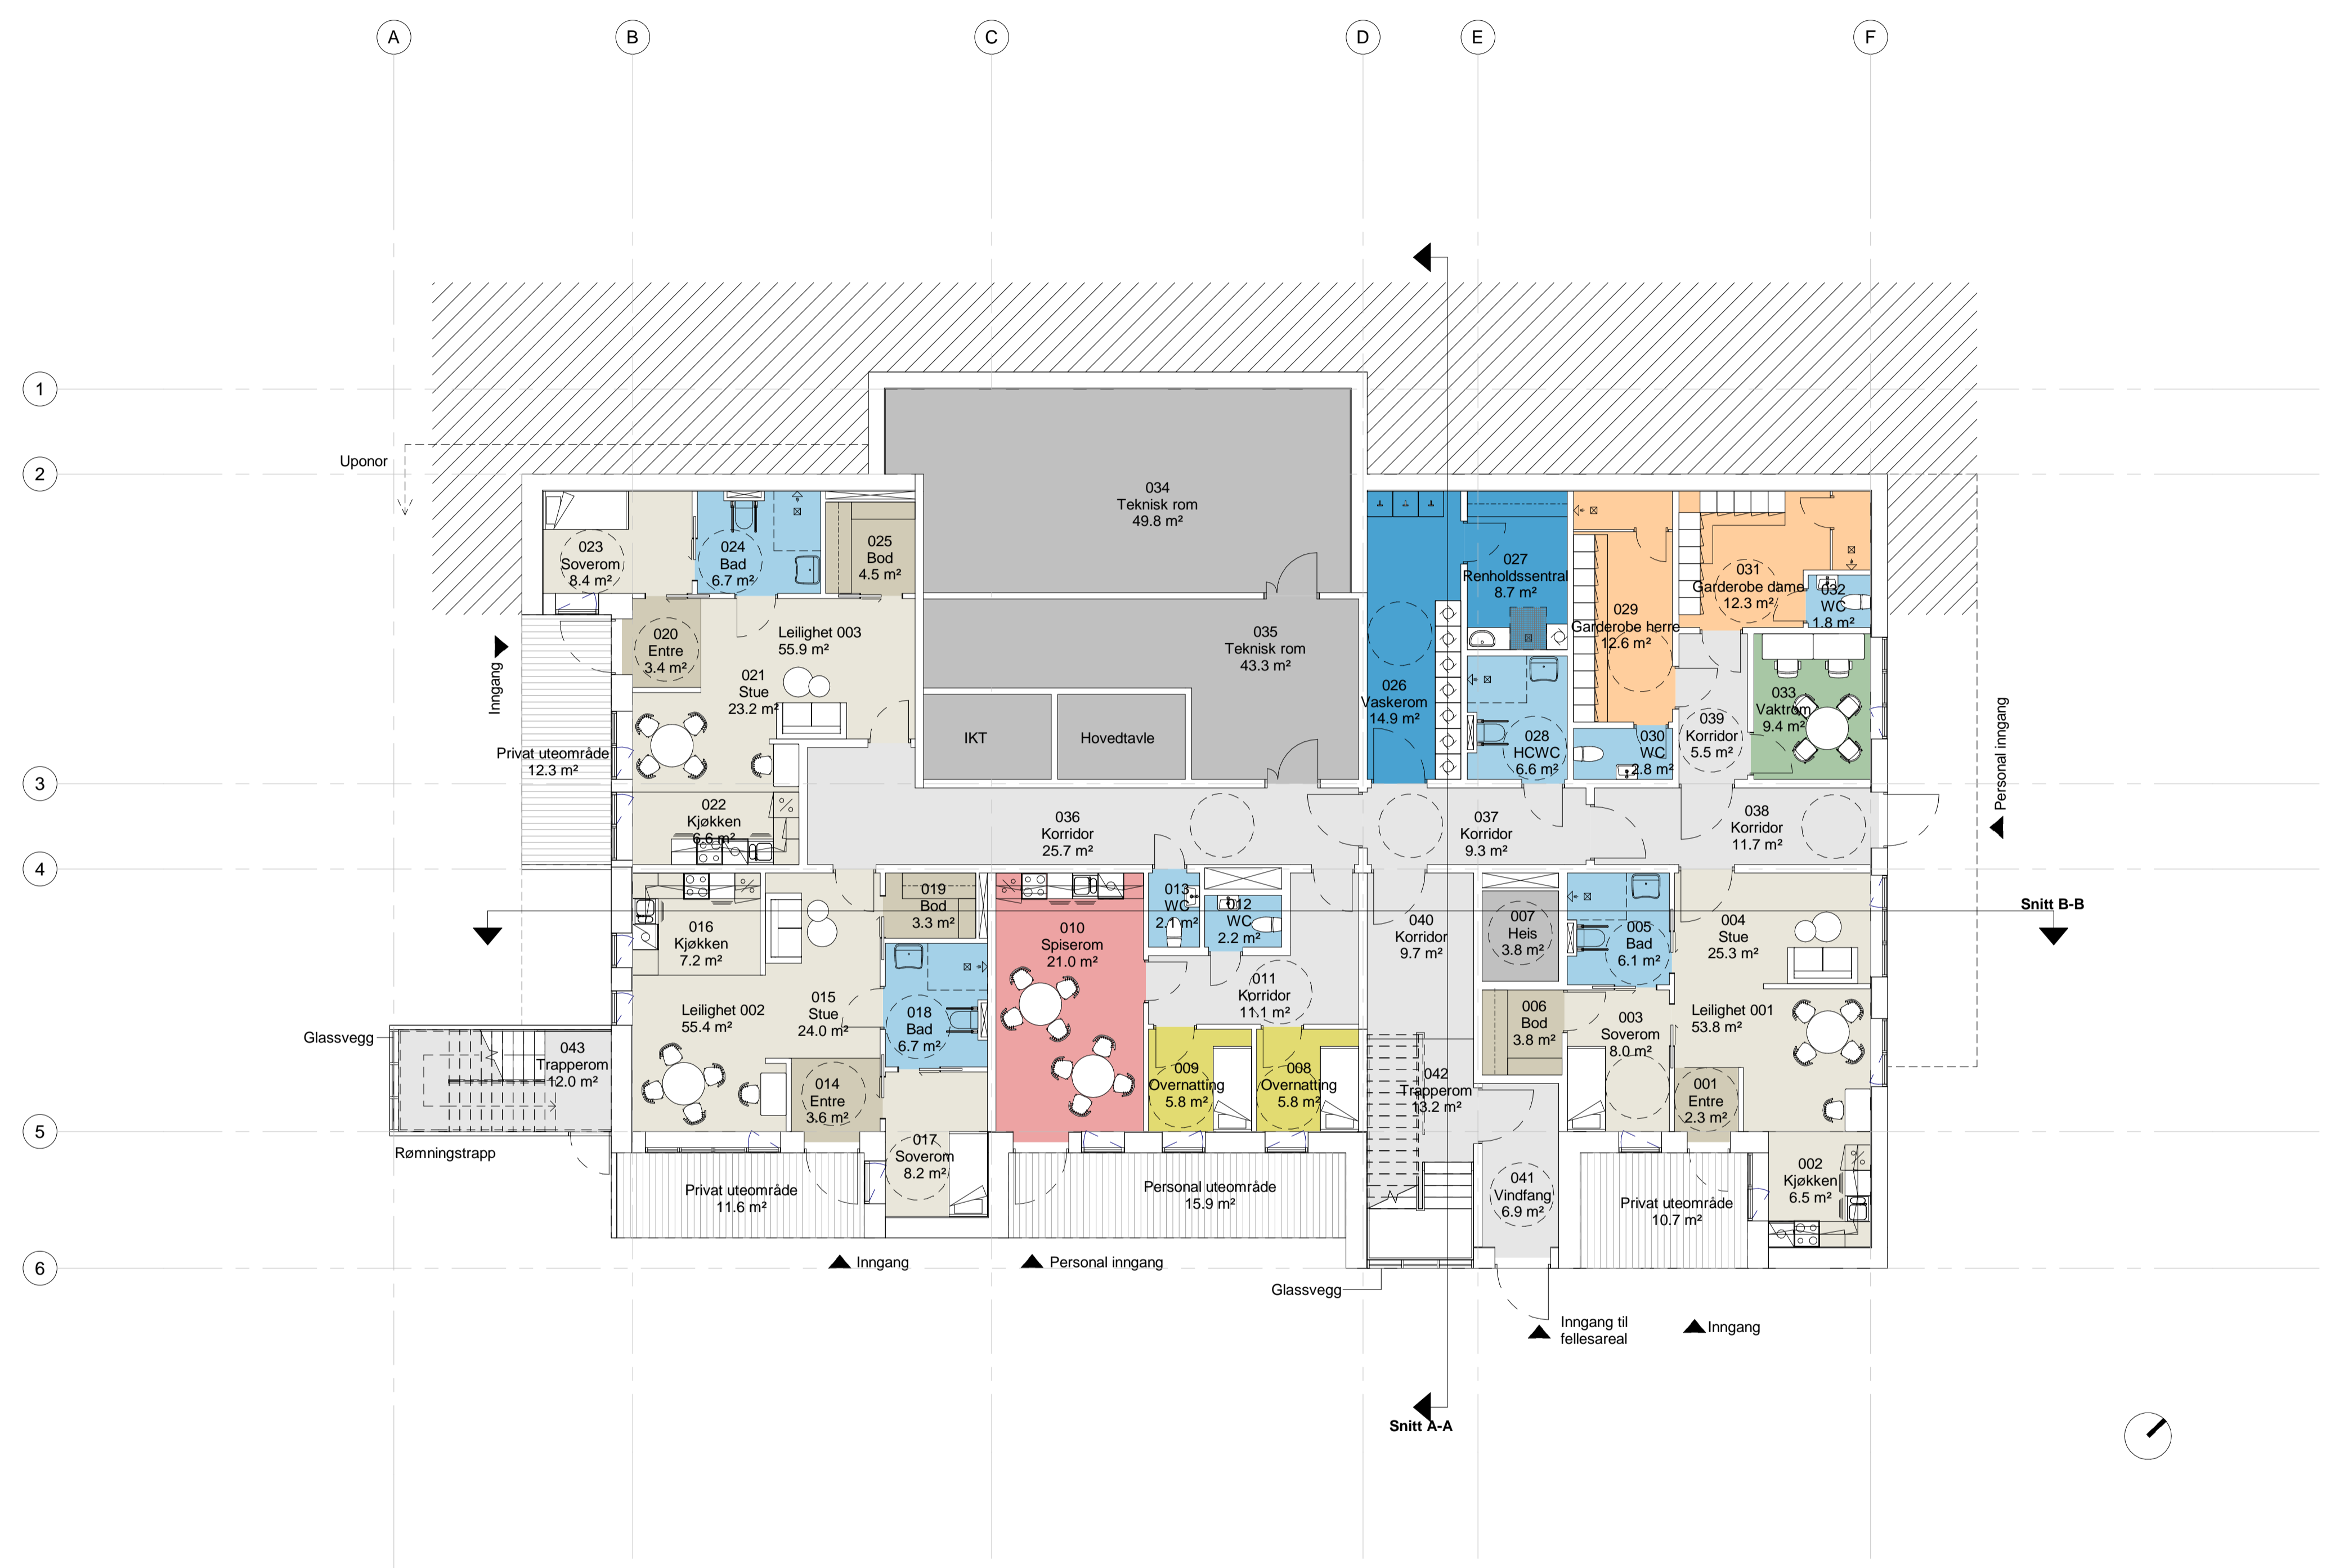 A
B
C
D
E
F
1
2
3
4
5
6
Uponor
034
Teknisk rom
49.8 m²
023
Soverom
8.4 m²
024
Bad
6.7 m²
025
Bod
4.5 m²
027
Renholdssentral
8.7 m²
031
Garderobe dame
12.3 m²
032
WC
1.8 m²
029
Garderobe herre
12.6 m²
020
Entre
3.4 m²
Leilighet 003
55.9 m²
035
Teknisk rom
43.3 m²
Inngang
021
Stue
23.2 m²
026
Vaskerom
14.9 m²
033
Vaktrom
9.4 m²
039
Korridor
5.5 m²
028
HCWC
6.6 m²
030
WC
2.8 m²
IKT
Hovedtavle
Privat uteområde
12.3 m²
Personal inngang
022
Kjøkken
6.6 m²
036
Korridor
25.7 m²
037
Korridor
9.3 m²
038
Korridor
11.7 m²
019
Bod
3.3 m²
013
WC
2.1 m²
012
WC
2.2 m²
016
Kjøkken
7.2 m²
010
Spiserom
21.0 m²
040
Korridor
9.7 m²
007
Heis
3.8 m²
005
Bad
6.1 m²
004
Stue
25.3 m²
Snitt B-B
011
Korridor
11.1 m²
Leilighet 002
55.4 m²
015
Stue
24.0 m²
018
Bad
6.7 m²
006
Bod
3.8 m²
003
Soverom
8.0 m²
Leilighet 001
53.8 m²
Glassvegg
043
Trapperom
12.0 m²
014
Entre
3.6 m²
009
Overnatting
5.8 m²
008
Overnatting
5.8 m²
042
Trapperom
13.2 m²
001
Entre
2.3 m²
Rømningstrapp
017
Soverom
8.2 m²
Privat uteområde
11.6 m²
Personal uteområde
15.9 m²
041
Vindfang
6.9 m²
Privat uteområde
10.7 m²
002
Kjøkken
6.5 m²
Inngang
Personal inngang
Glassvegg
Inngang til
fellesareal
Inngang
Snitt A-A